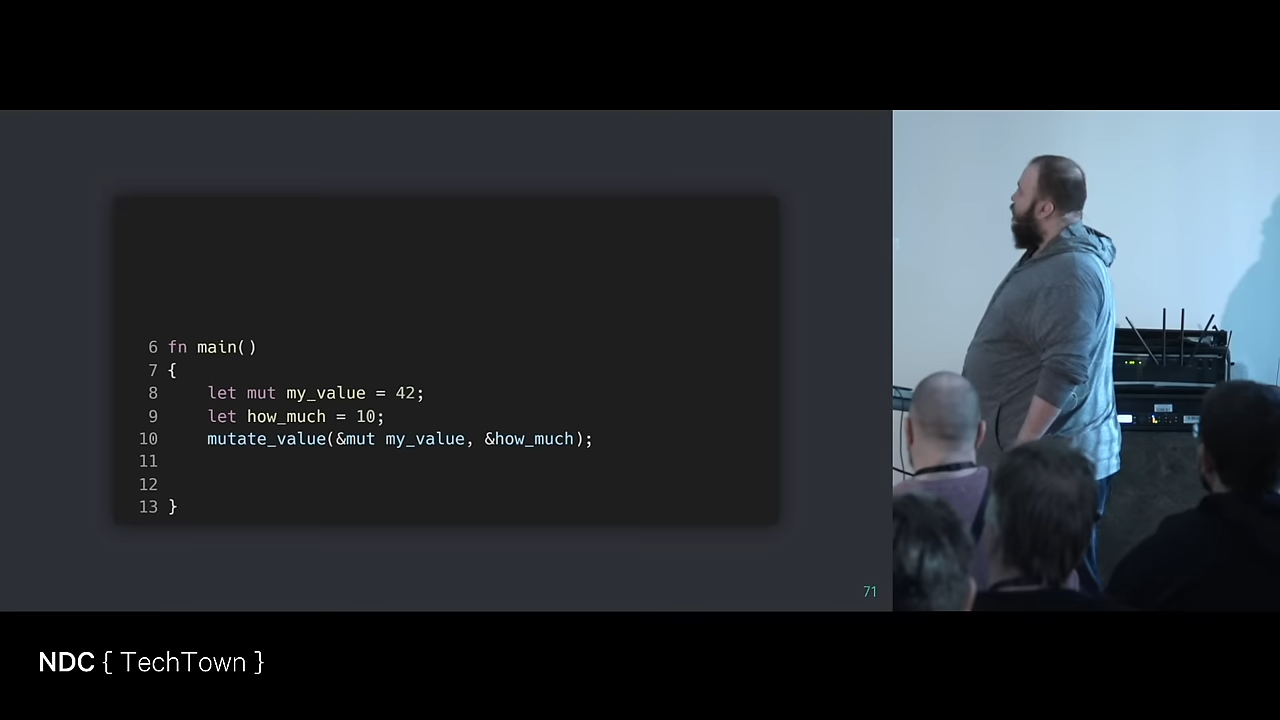 6 fn main()
7 {
8     let mut my_value = 42;
9     let how_much = 10;
10     mutate_value(&mut my_value, &how_much);
11
12
13 }
71
NDC { TechTown }